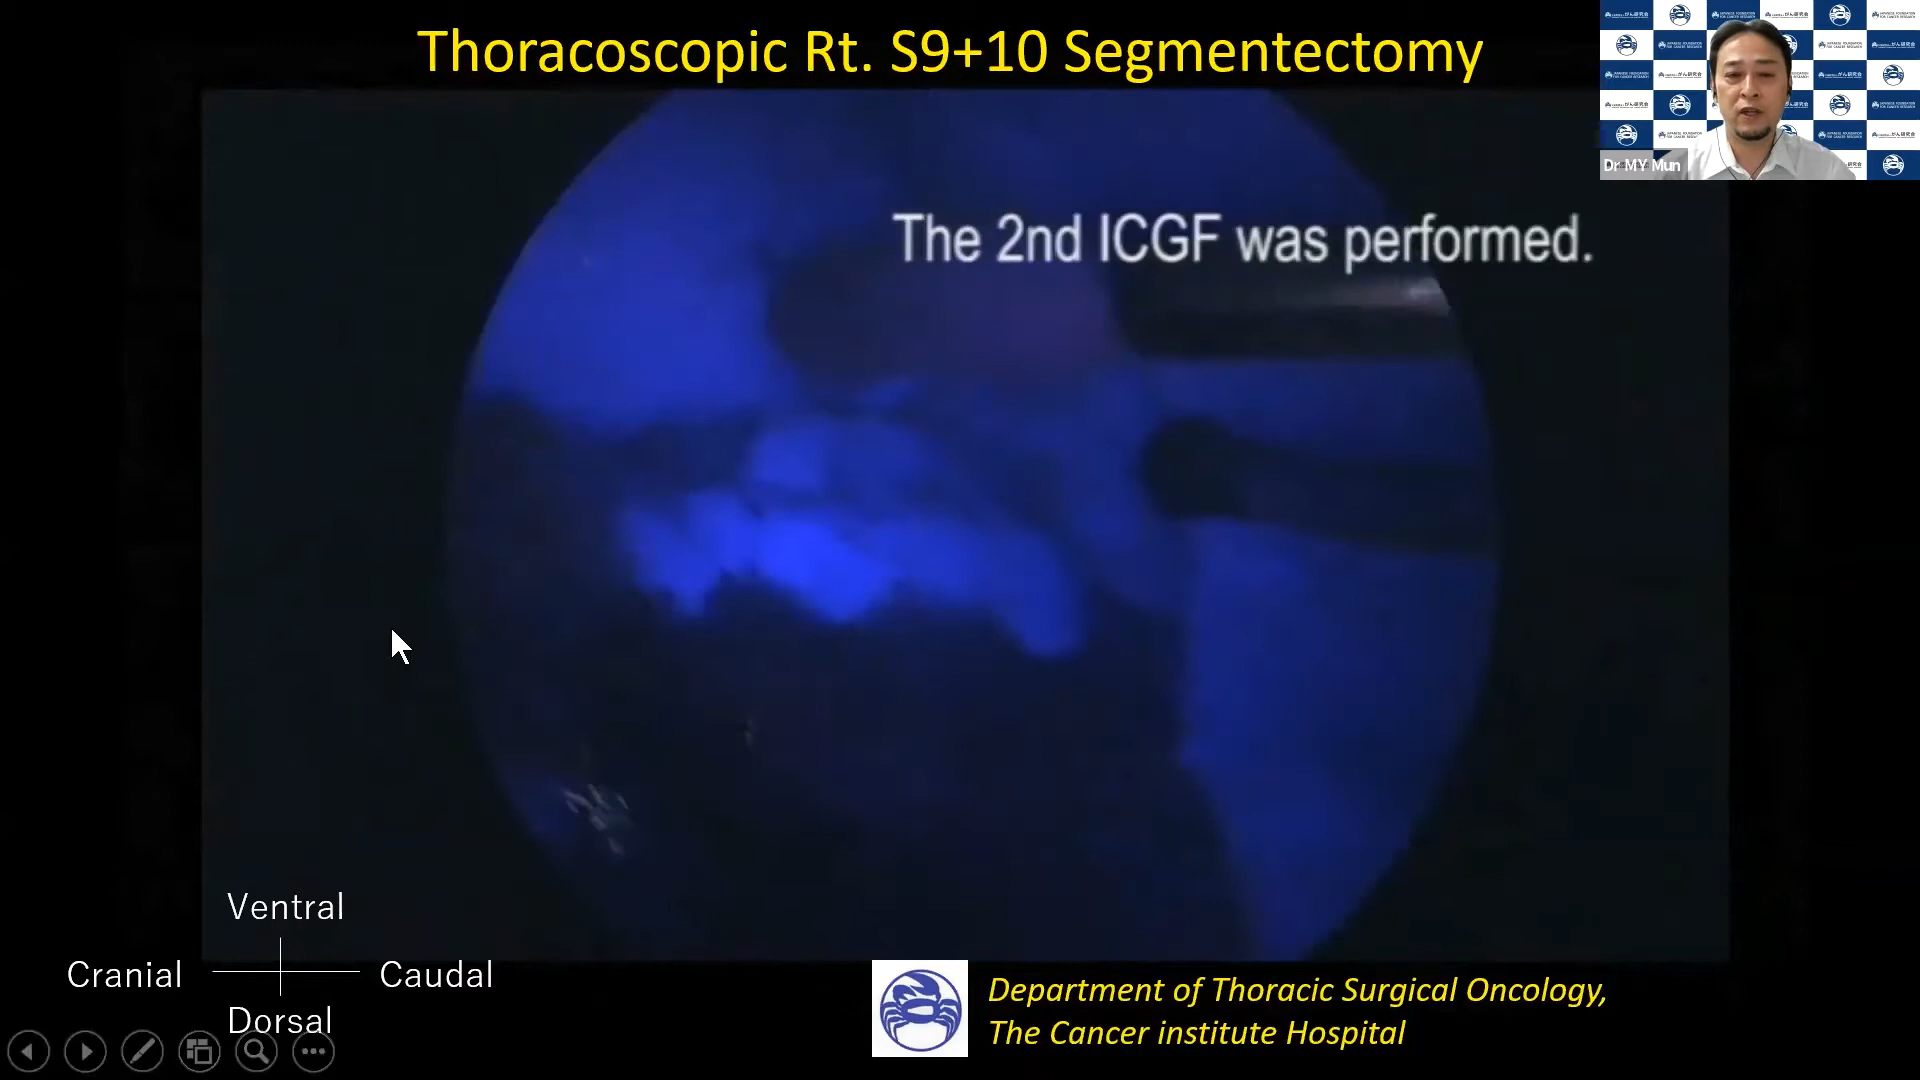 Thoracoscopic Rt. S9+10 Segmentectomy
Dr MY Mun
The 2nd ICGF was performed.
Ventral
Cranial
Caudal
Dorsal
Department of Thoracic Surgical Oncology,
The Cancer institute Hospital